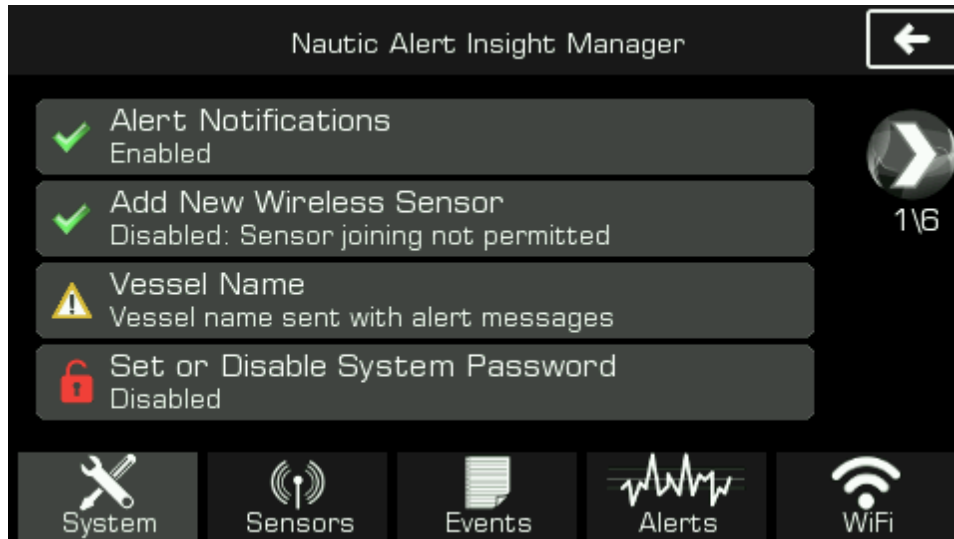 Nautic Alert Insight Manager
Alert Notifications
Enabled
Add New Wireless Sensor
Disabled: Sensor joining not permitted
1\6
Vessel Name
Vessel name sent with alert messages
Set or Disable System Password
Disabled
System
Sensors
Events
Alerts
WiFi